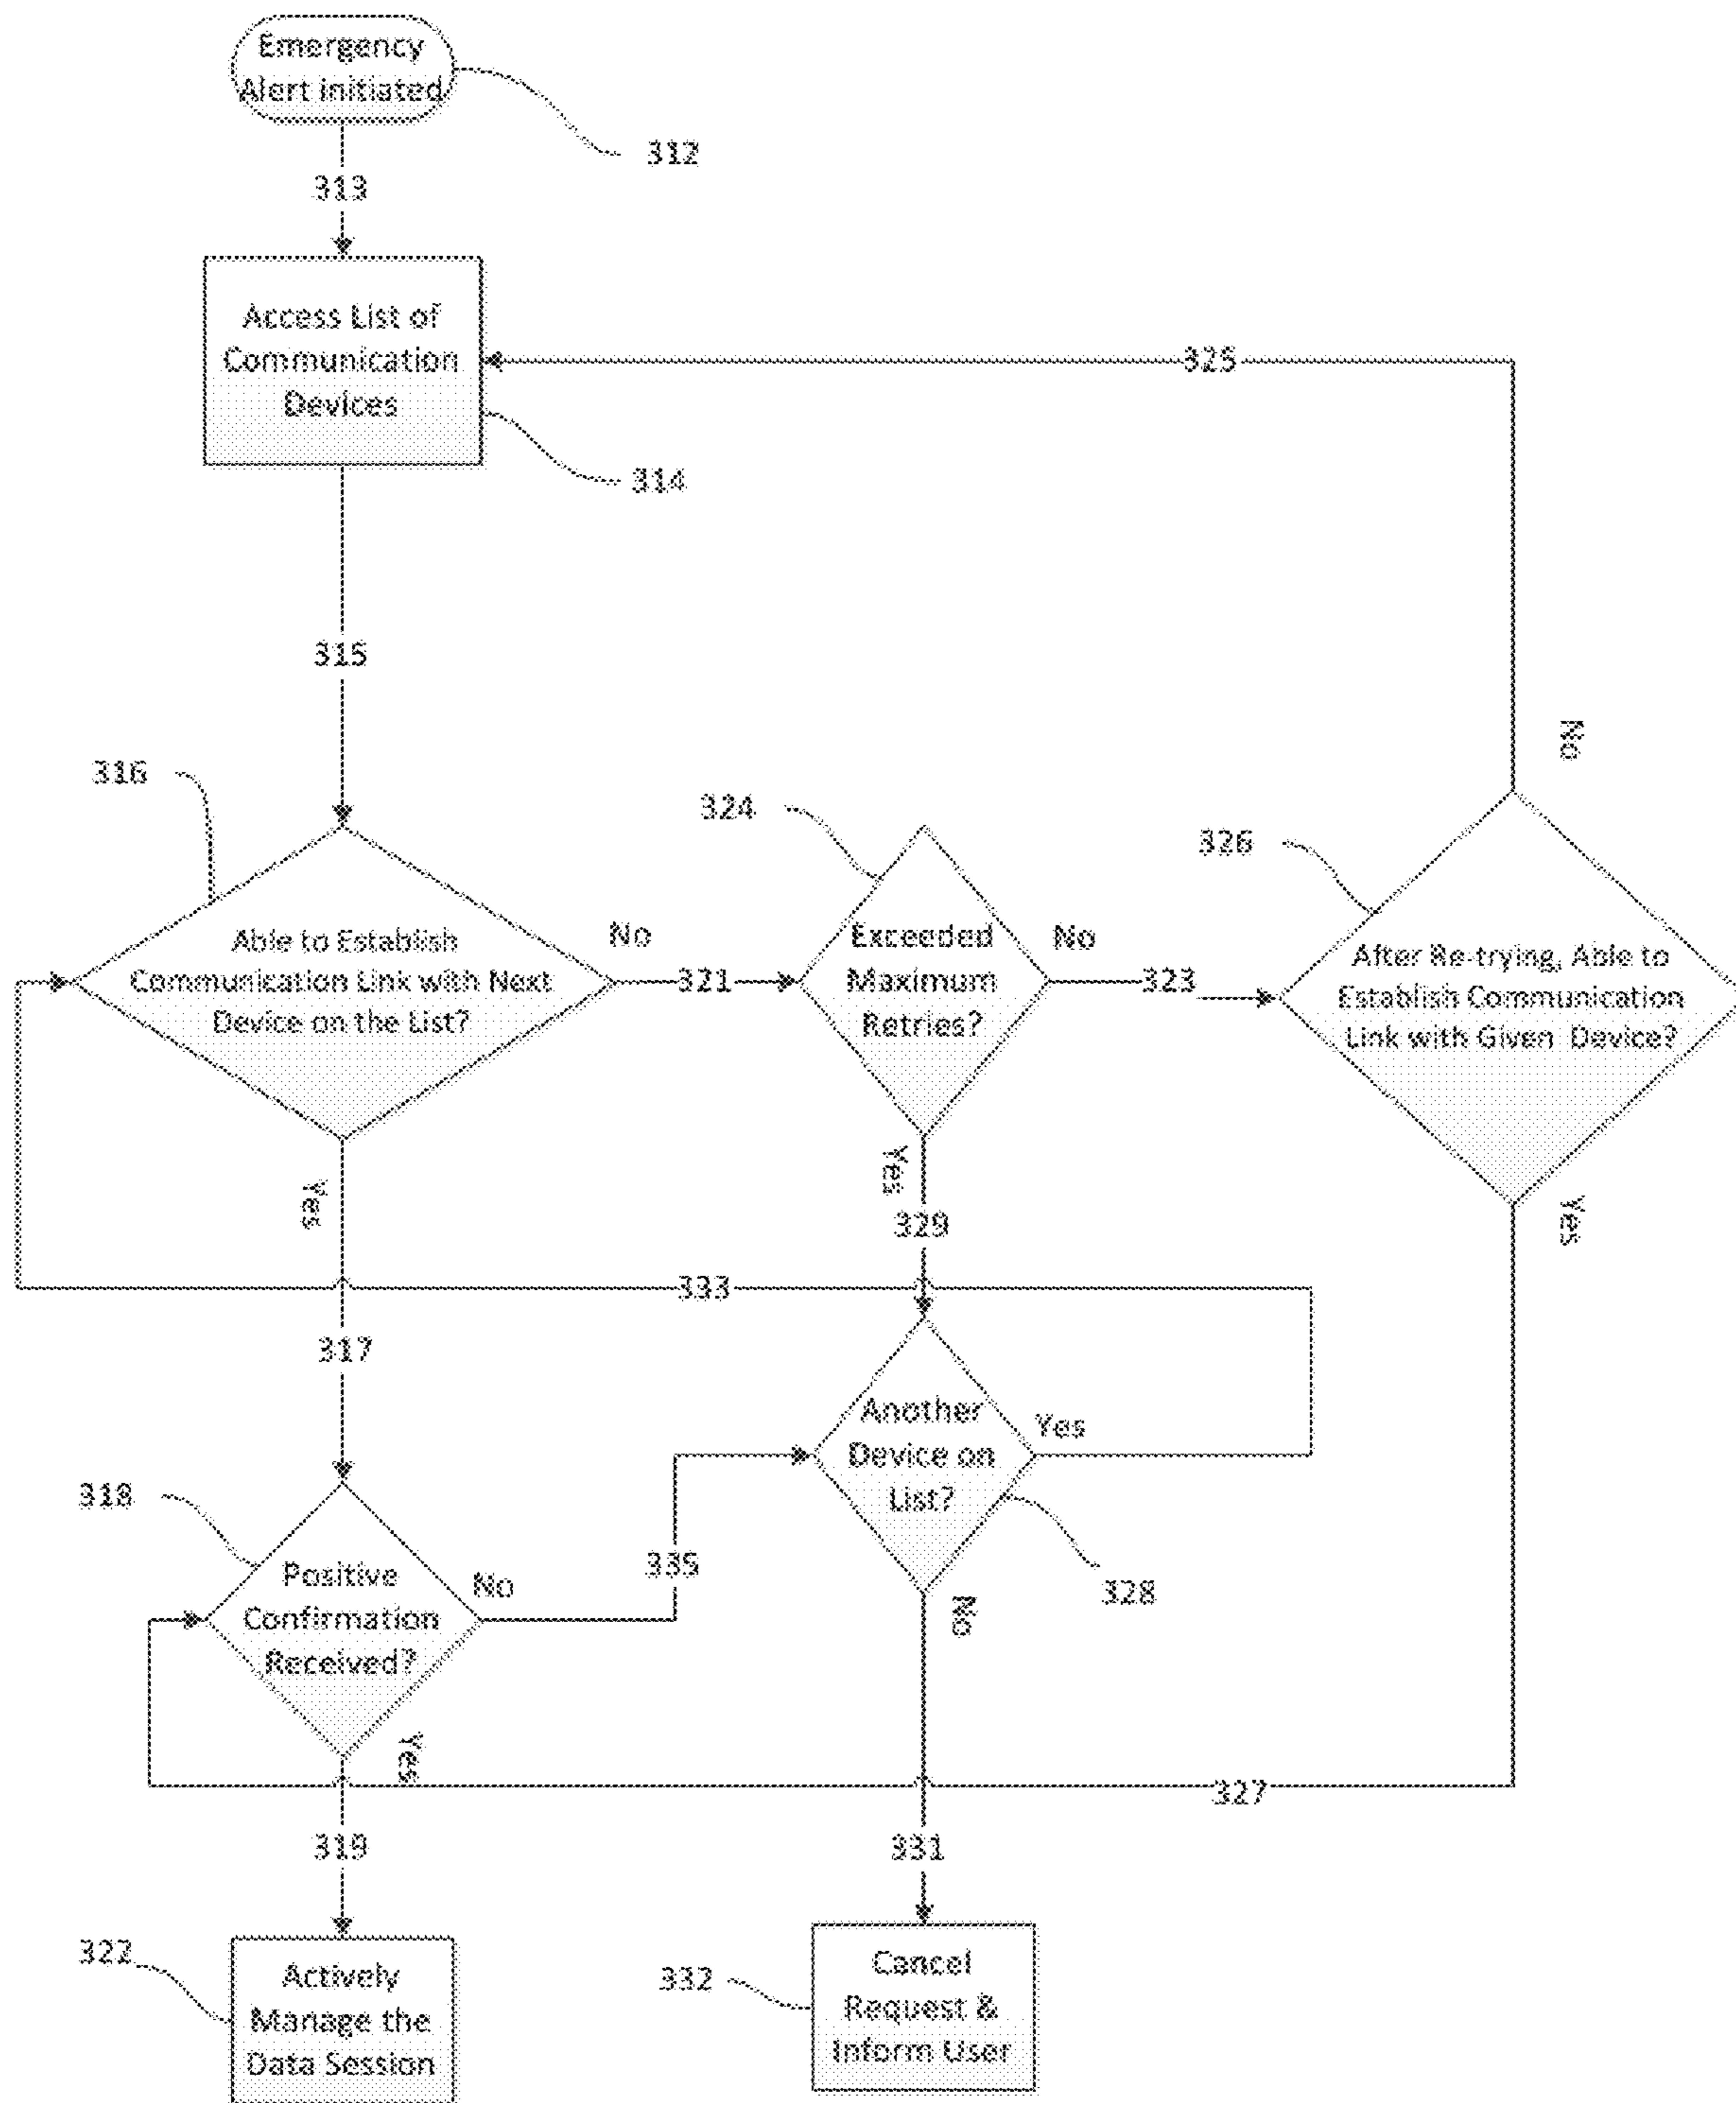 Emergency
Alert initiated
312
313
Access List of
Communication
Devices
325
314
315
No
316
324
326
Able to Establish
Communication Link with Next
Device on the List?
No
321
Exceeded
Maximum
Retries?
No
323
After Re-trying, Able to
Establish Communication
Link with Given Device?
Yes
Yes
329
Yes
333
317
Another
Device on
List?
Yes
318
Positive
Confirmation
Received?
No
335
328
No
Yes
327
319
331
322
Actively
Manage the
Data Session
332
Cancel
Request &
Inform User